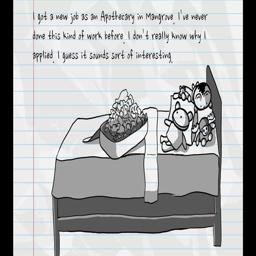 I got a new job as an Apothecary in Mangrove. I've never
done this kind of work before. I don't really know why I
applied. I guess it sounds sort of interesting.